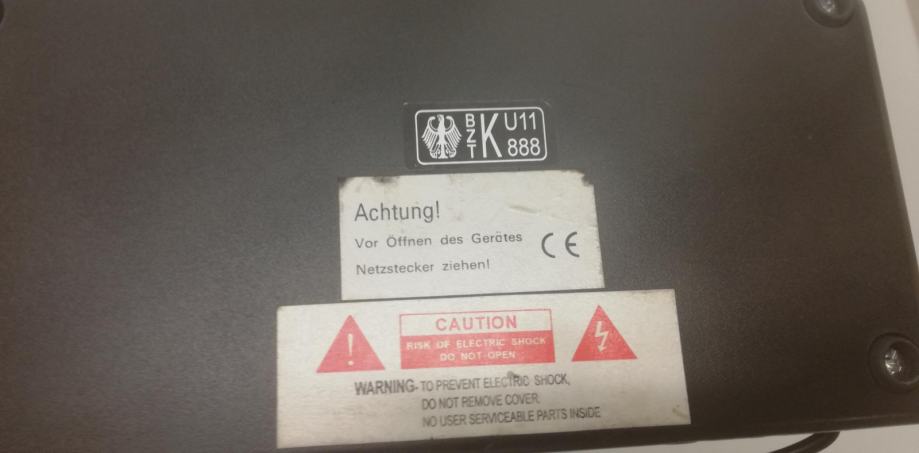 BZT K U11
888
Achtung!
Vor Öffnen des Gerätes
Netzstecker ziehen!
CE
CAUTION
RISK OF ELECTRIC SHOCK
DO NOT OPEN
WARNING- TO PREVENT ELECTRIC SHOCK,
DO NOT REMOVE COVER
NO USER SERVICEABLE PARTS INSIDE